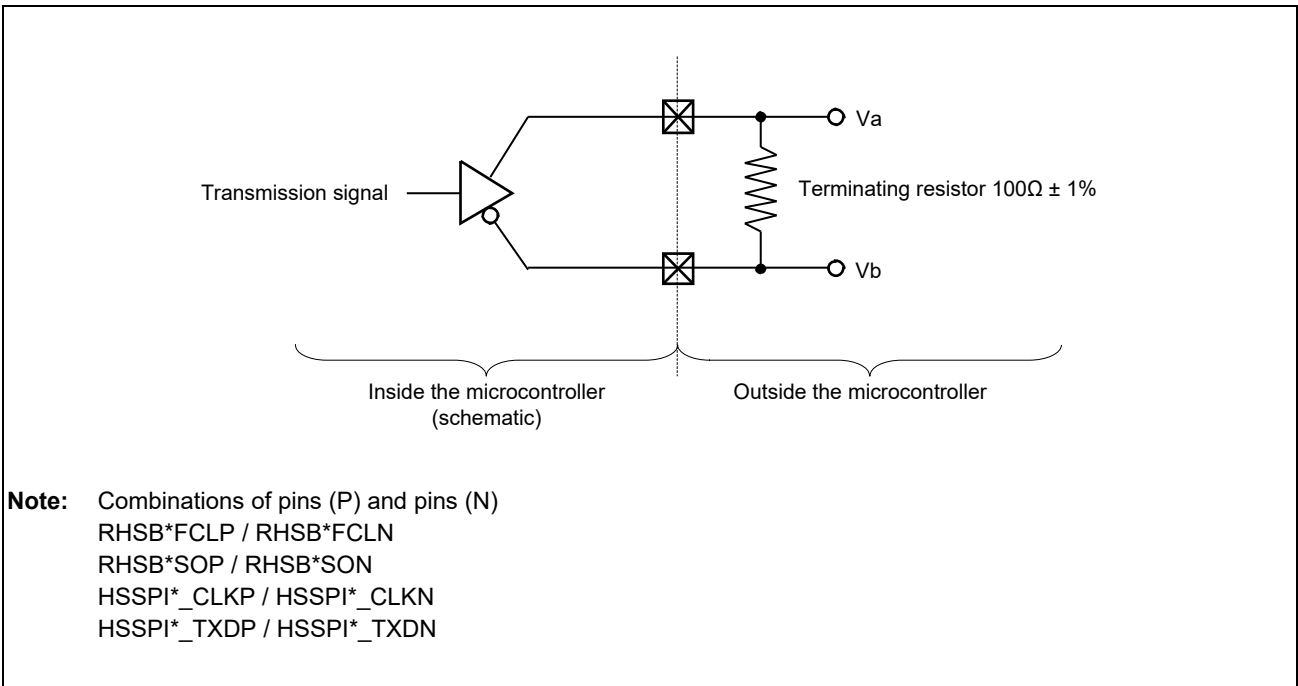 Va
Transmission signal
Terminating resistor 100Ω ± 1%
Vb
Inside the microcontroller
(schematic)
Outside the microcontroller
Note: Combinations of pins (P) and pins (N)
RHSB*FCLP / RHSB*FCLN
RHSB*SOP / RHSB*SON
HSSPI*_CLKP / HSSPI*_CLKN
HSSPI*_TXDP / HSSPI*_TXDN